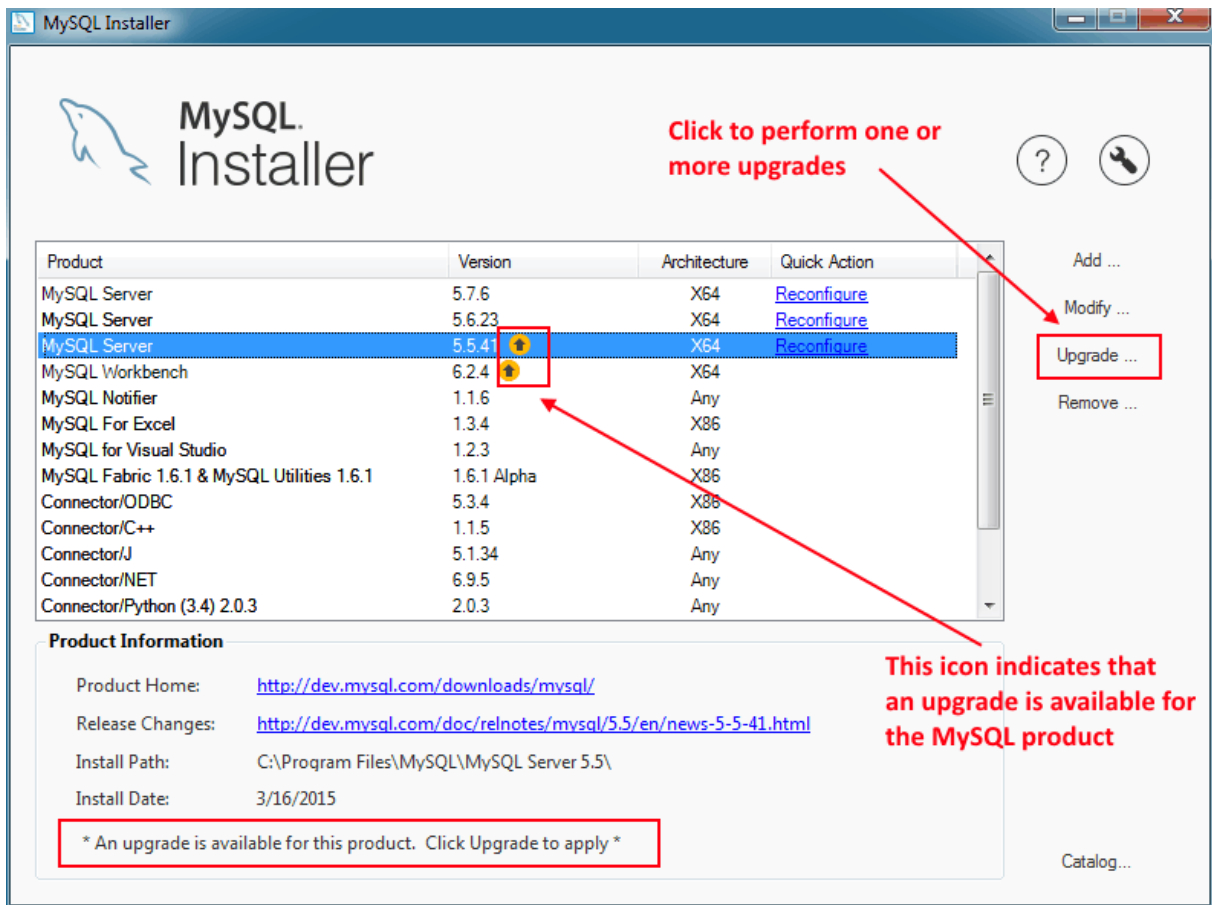 MySQL Installer
MySQL.
Installer
Click to perform one or
more upgrades
?
Product Version Architecture Quick Action
MySQL Server 5.7.6 X64 Reconfigure
MySQL Server 5.6.23 X64 Reconfigure
MySQL Server 5.5.41 X64 Reconfigure
MySQL Workbench 6.2.4 X64
MySQL Notifier 1.1.6 Any
MySQL For Excel 1.3.4 X86
MySQL for Visual Studio 1.2.3 Any
MySQL Fabric 1.6.1 & MySQL Utilities 1.6.1 1.6.1 Alpha X86
Connector/ODBC 5.3.4 X86
Connector/C++ 1.1.5 X86
Connector/J 5.1.34 Any
Connector/NET 6.9.5 Any
Connector/Python (3.4) 2.0.3 2.0.3 Any
Add ...
Modify ...
Upgrade ...
Remove ...
Product Information
Product Home: http://dev.mysql.com/downloads/mysql/
Release Changes: http://dev.mysql.com/doc/relnotes/mysql/5.5/en/news-5-5-41.html
Install Path: C:\Program Files\MySQL\MySQL Server 5.5\
Install Date: 3/16/2015
* An upgrade is available for this product. Click Upgrade to apply *
This icon indicates that
an upgrade is available for
the MySQL product
Catalog...